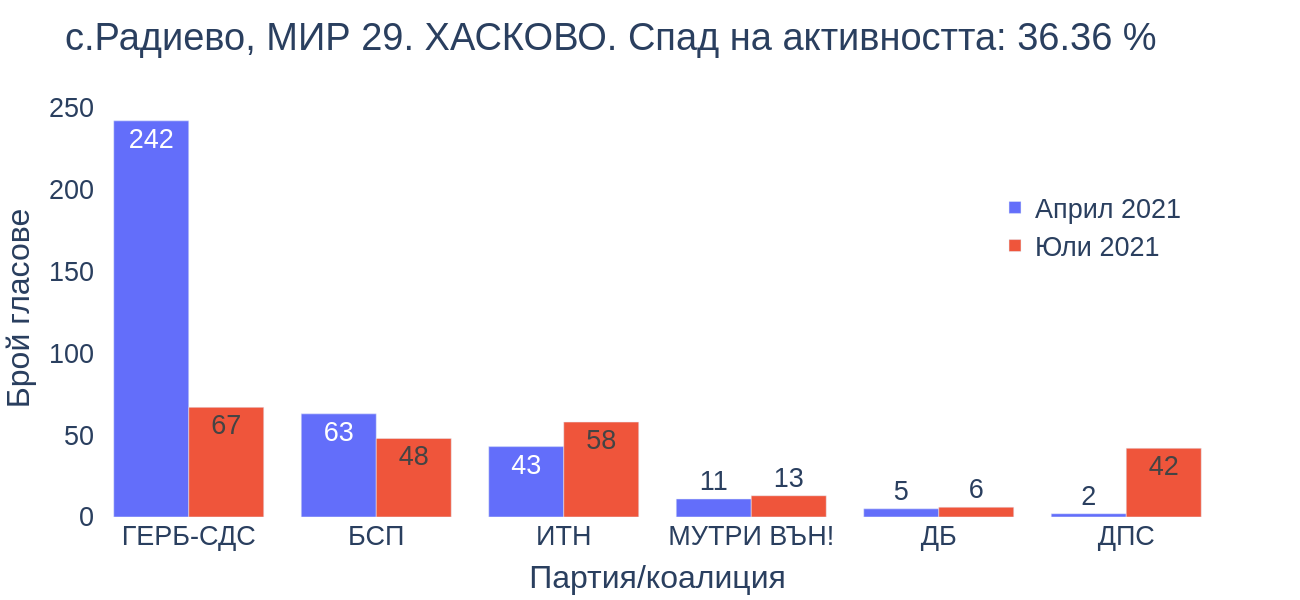 с.Радиево, МИР 29. ХАСКОВО. Спад на активността: 36.36 %
250
200
150
100
50
0
Брой гласове
242
67
63
48
43
58
11
13
5
6
2
42
Април 2021
Юли 2021
ГЕРБ-СДС
БСП
ИТН
МУТРИ ВЪН!
ДБ
ДПС
Партия/коалиция